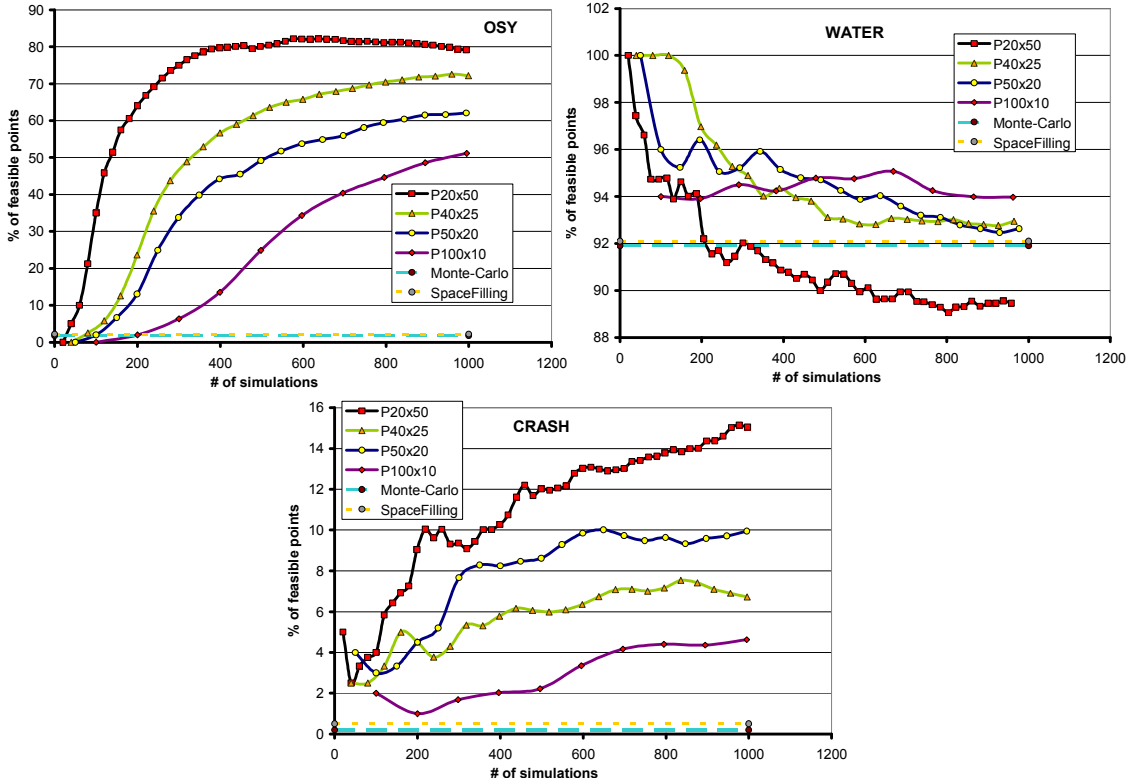 OSY
% of feasible points
90
80
70
60
50
40
30
20
10
0
0 200 400 600 800 1000 1200
# of simulations
P20x50
P40x25
P50x20
P100x10
Monte-Carlo
SpaceFilling
WATER
% of feasible points
102
100
98
96
94
92
90
88
0 200 400 600 800 1000 1200
# of simulations
P20x50
P40x25
P50x20
P100x10
Monte-Carlo
SpaceFilling
CRASH
% of feasible points
16
14
12
10
8
6
4
2
0
0 200 400 600 800 1000 1200
# of simulations
P20x50
P40x25
P50x20
P100x10
Monte-Carlo
SpaceFilling